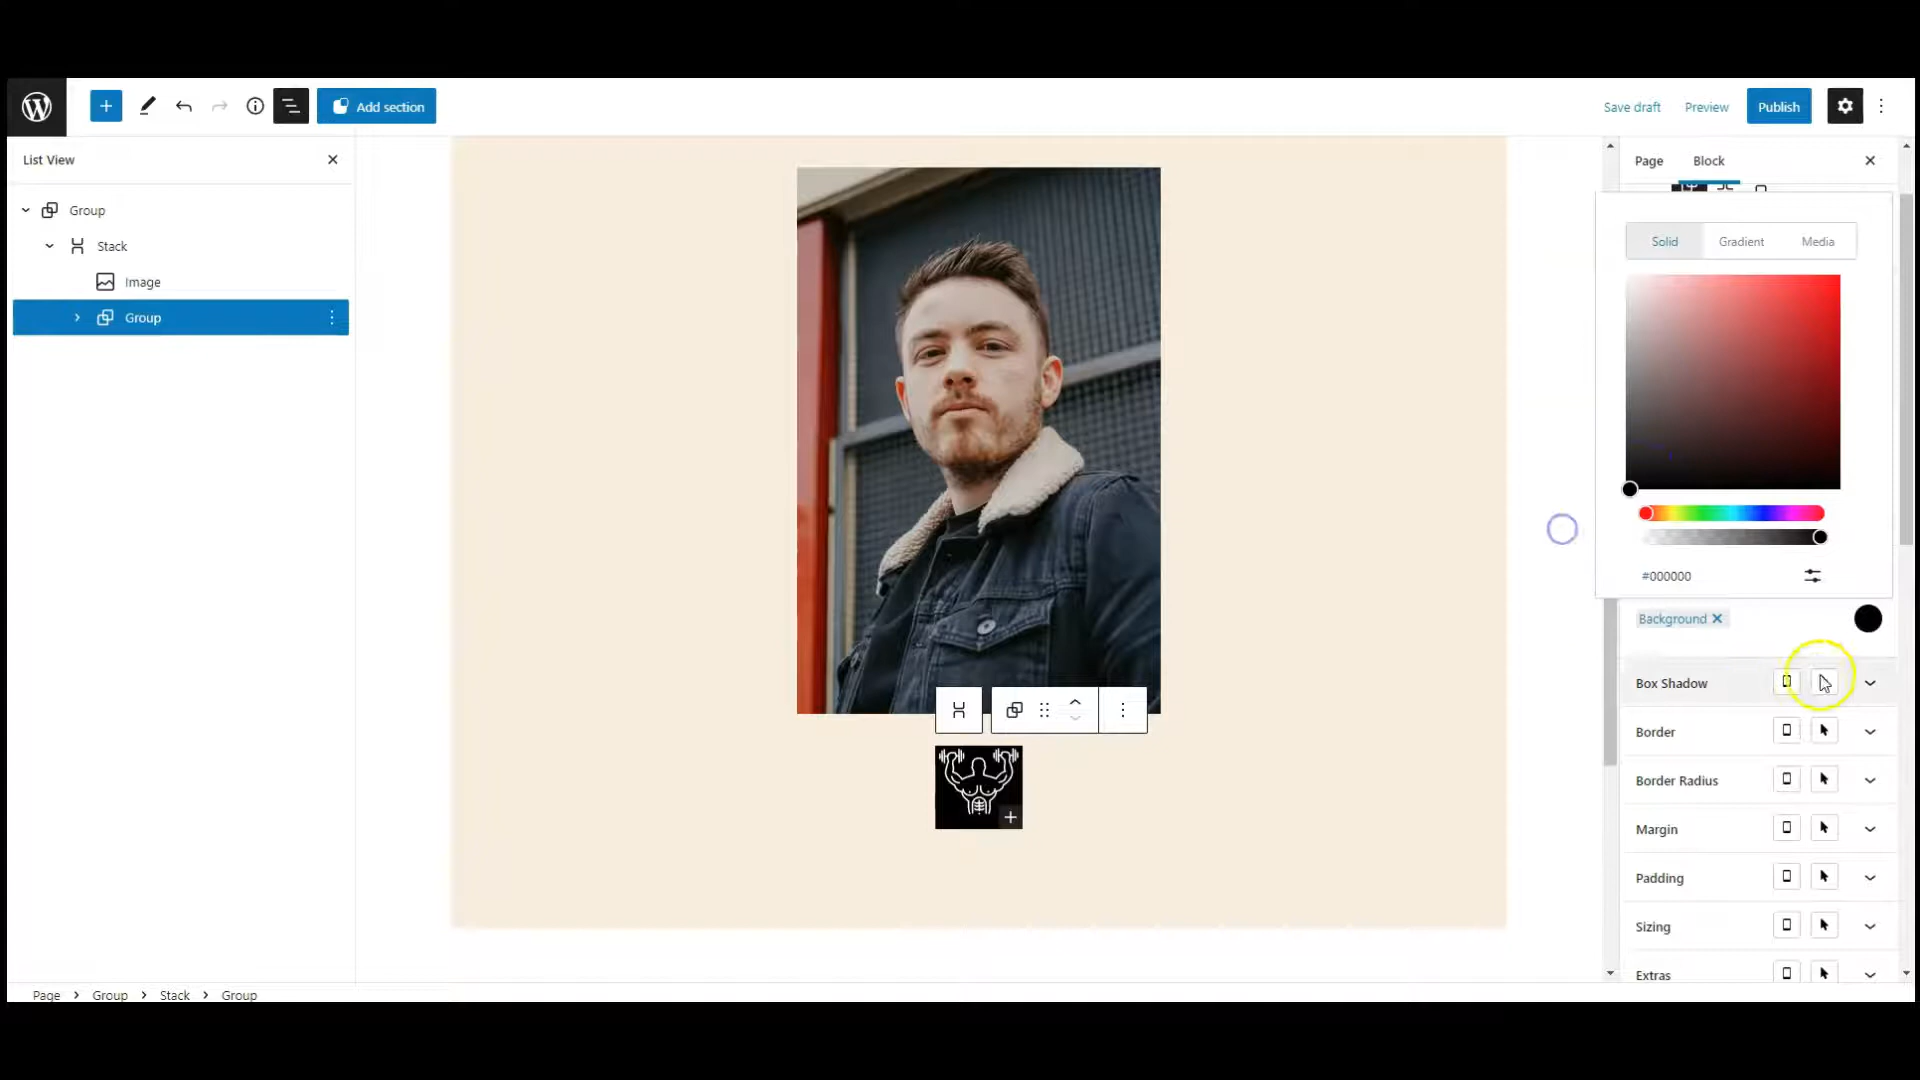 Add section
Save draft
Preview
Publish
List View
Group
Stack
Image
Group
Page
Block
Solid
Gradient
Media
#000000
Background
Box Shadow
Border
Border Radius
Margin
Padding
Sizing
Extras
Page > Group > Stack > Group